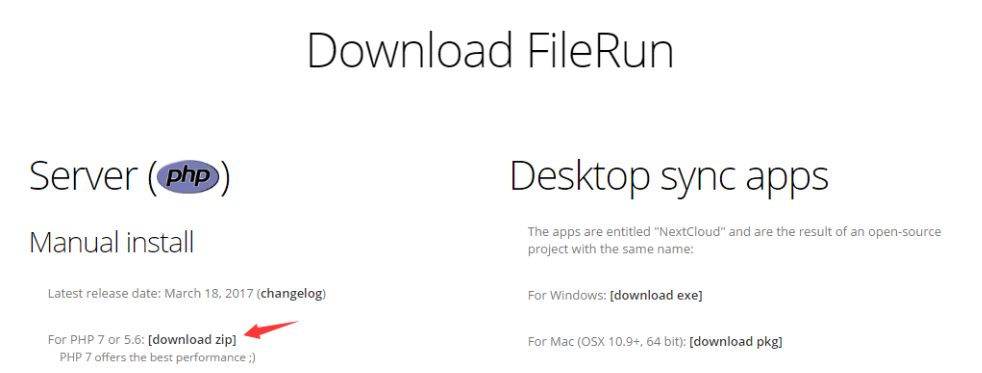 Download FileRun
Server (php)
Manual install
Latest release date: March 18, 2017 (changelog)
For PHP 7 or 5.6: [download zip]
PHP 7 offers the best performance ;)
Desktop sync apps
The apps are entitled "NextCloud" and are the result of an open-source
project with the same name:
For Windows: [download exe]
For Mac (OSX 10.9+, 64 bit): [download pkg]